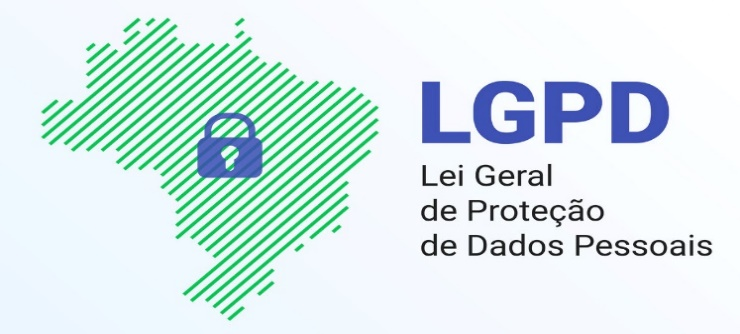 LGPD
Lei Geral
de Proteção
de Dados Pessoais